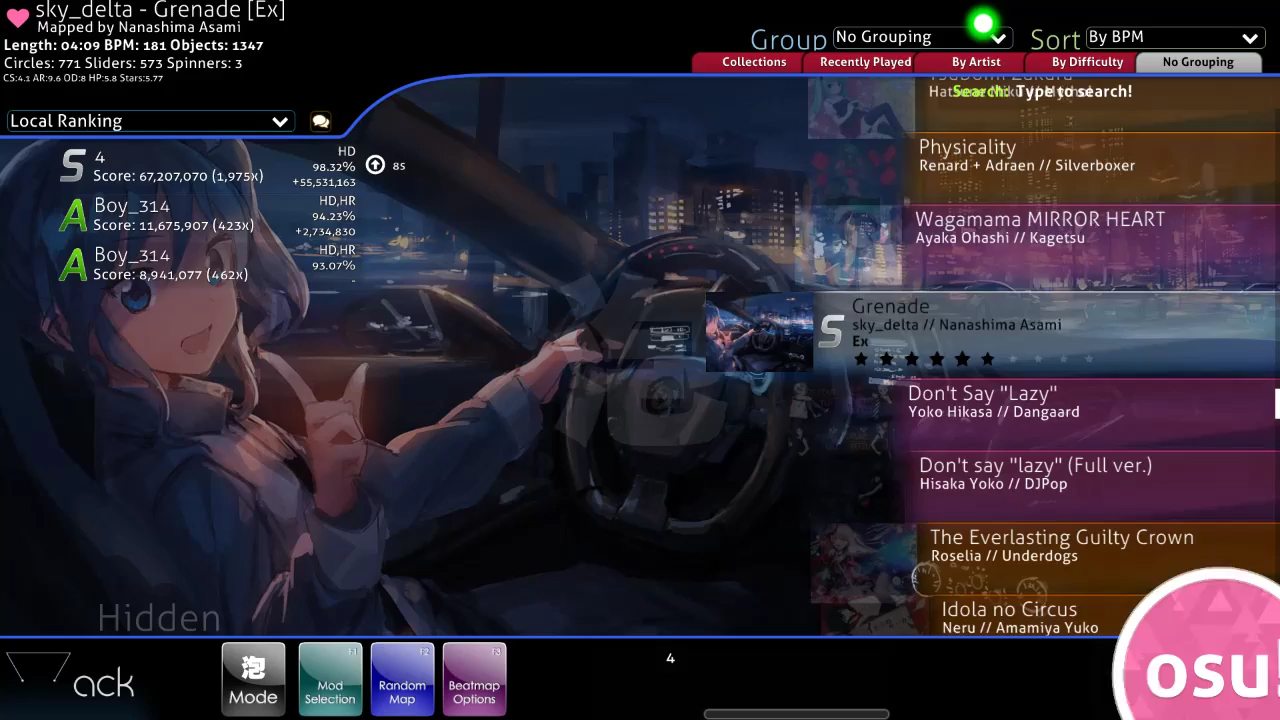 sky_delta - Grenade [Ex]
Mapped by Nanashima Asami
Length: 04:09 BPM: 181 Objects: 1347
Circles: 771 Sliders: 573 Spinners: 3
CS:4.1 AR:9.6 OD:8 HP:5.8 Stars:5.77
Group No Grouping
Sort By BPM
Collections
Recently Played
By Artist
By Difficulty
No Grouping
Local Ranking
Search: Type to search!
4
Score: 67,207,070 (1,975x)
HD
98.32%
+55,531,163
8s
Boy_314
Score: 11,675,907 (423x)
HD,HR
94.23%
+2,734,830
Boy_314
Score: 8,941,077 (462x)
HD,HR
93.07%
-
Physicality
Renard + Adraen // Silverboxer
Wagamama MIRROR HEART
Ayaka Ohashi // Kagetsu
Grenade
sky_delta // Nanashima Asami
Ex
Don't Say "Lazy"
Yoko Hikasa // Dangaard
Don't say "lazy" (Full ver.)
Hisaka Yoko // DJPop
The Everlasting Guilty Crown
Roselia // Underdogs
Idola no Circus
Neru // Amamiya Yuko
Hidden
ack
泡
Mode
F1
Mod
Selection
F2
Random
Map
F3
Beatmap
Options
4
osu!